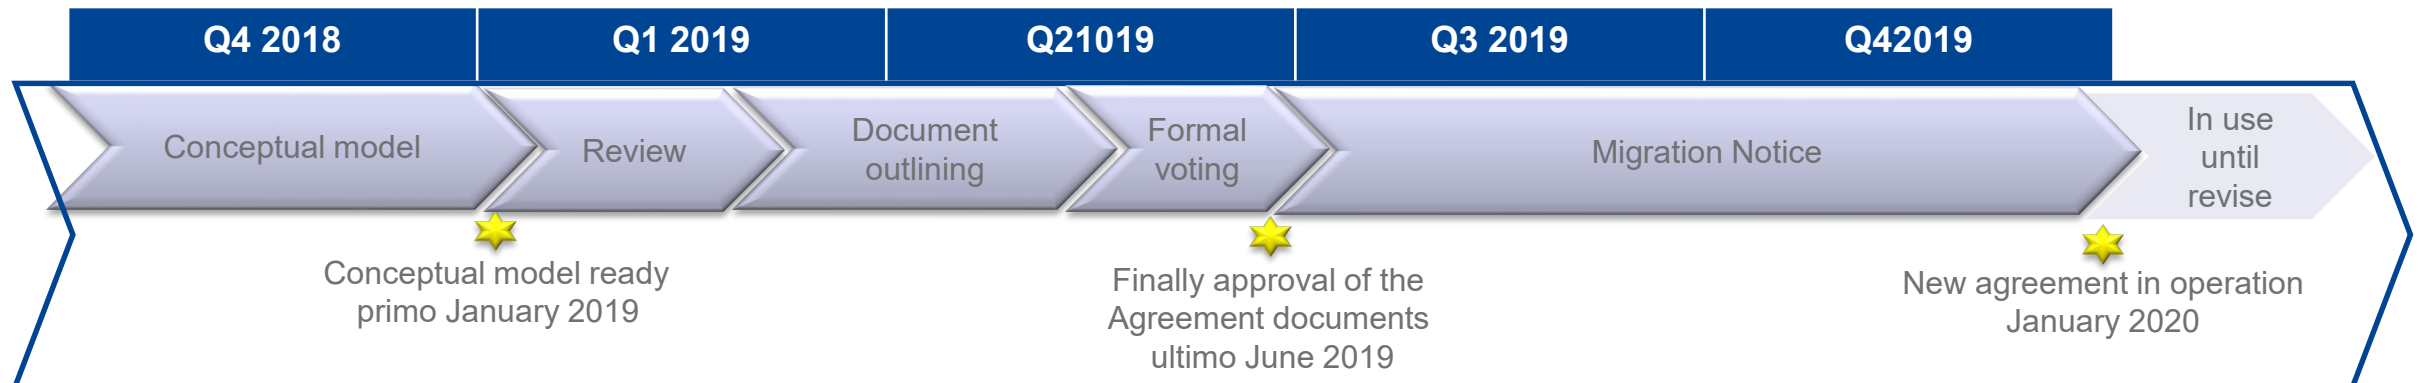 Q4 2018
Q1 2019
Q21019
Q3 2019
Q42019
Conceptual model
Review
Document
outlining
Formal
voting
Migration Notice
In use
until
revise
Conceptual model ready
primo January 2019
Finally approval of the
Agreement documents
ultimo June 2019
New agreement in operation
January 2020